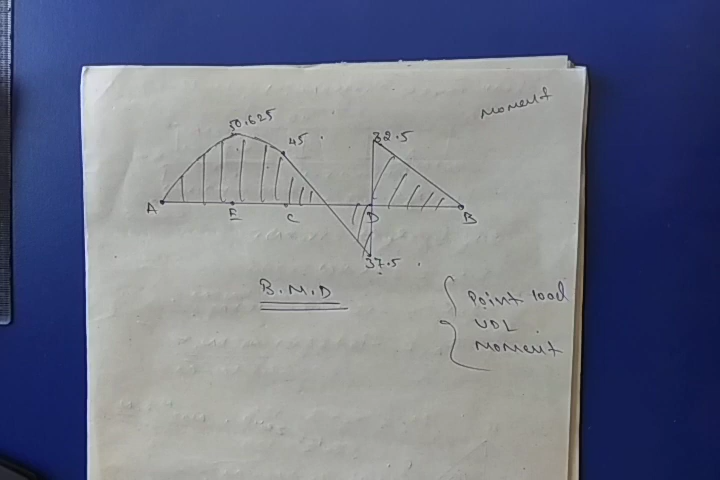 Moment
50.625
45
32.5
A
E
C
D
B
37.5
B.M.D
Point load
UDL
Moment